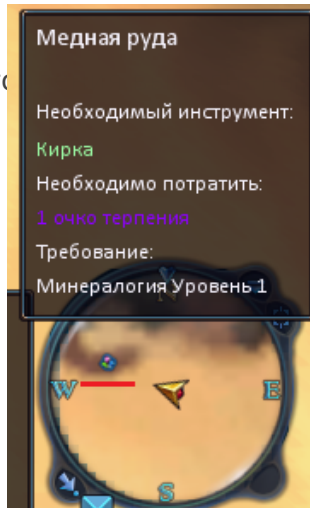 Медная руда
Необходимый инструмент:
Кирка
Необходимо потратить:
1 очко терпения
Требование:
Минералогия Уровень 1
N
W
E
S